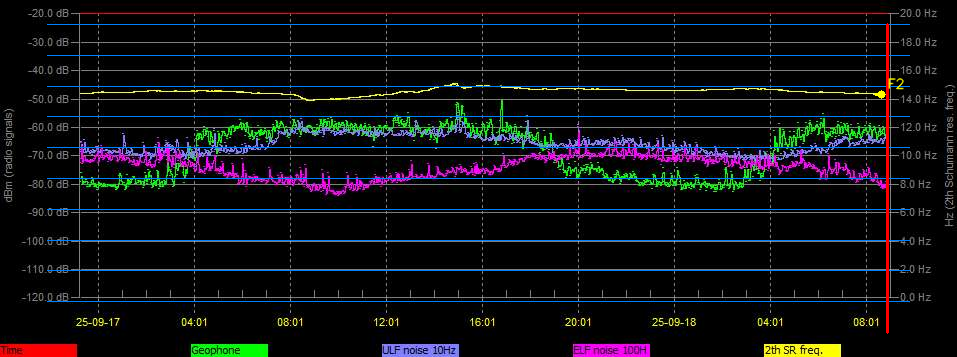 -20.0 dB 20.0 Hz
-30.0 dB 18.0 Hz
-40.0 dB 16.0 Hz
F2
-50.0 dB 14.0 Hz
-60.0 dB 12.0 Hz
-70.0 dB 10.0 Hz
-80.0 dB 8.0 Hz
-90.0 dB 6.0 Hz
-100.0 dB 4.0 Hz
-110.0 dB 2.0 Hz
-120.0 dB 0.0 Hz
dBm (radio signals)
Hz (2th Schumann res. freq.)
25-09-17 04:01 08:01 12:01 16:01 20:01 25-09-18 04:01 08:01
Time Geophone ULF noise 10Hz ELF noise 100H 2th SR freq.